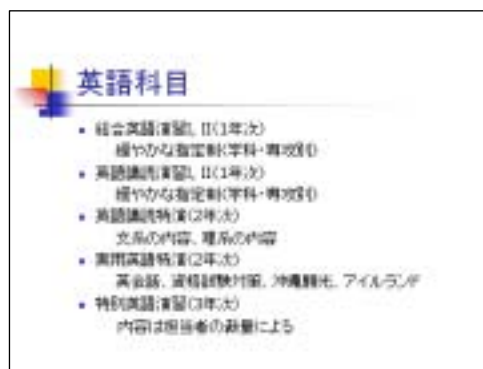 英語科目
総合英語演習I, II(1年次)
緩やかな指定制(学科・専攻別)
英語講読演習I, II(1年次)
緩やかな指定制(学科・専攻別)
英語講読特演(2年次)
文系の内容、理系の内容
実用英語特演(2年次)
英会話、資格試験対策、沖縄観光、アイルランド
特別英語演習(3年次)
内容は担当者の裁量による